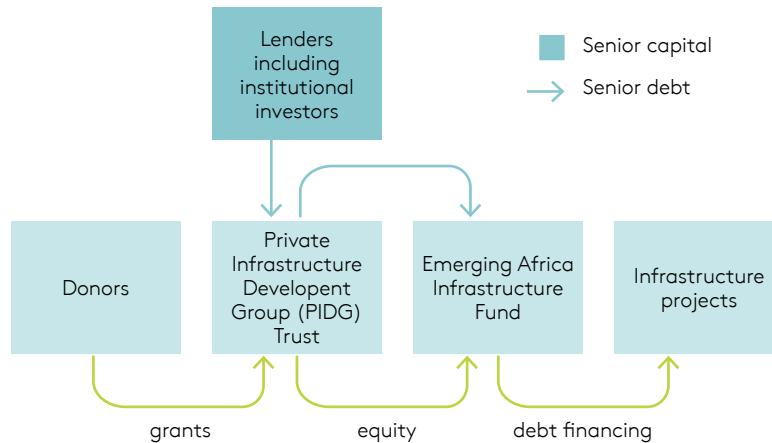 Lenders
including
institutional
investors
Senior capital
Senior debt
Donors
Private
Infrastructure
Developent
Group (PIDG)
Trust
Emerging Africa
Infrastructure
Fund
Infrastructure
projects
grants
equity
debt financing